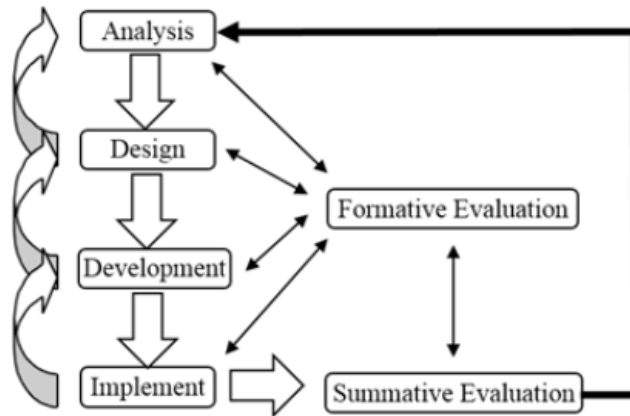 Analysis
Design
Formative Evaluation
Development
Implement
Summative Evaluation